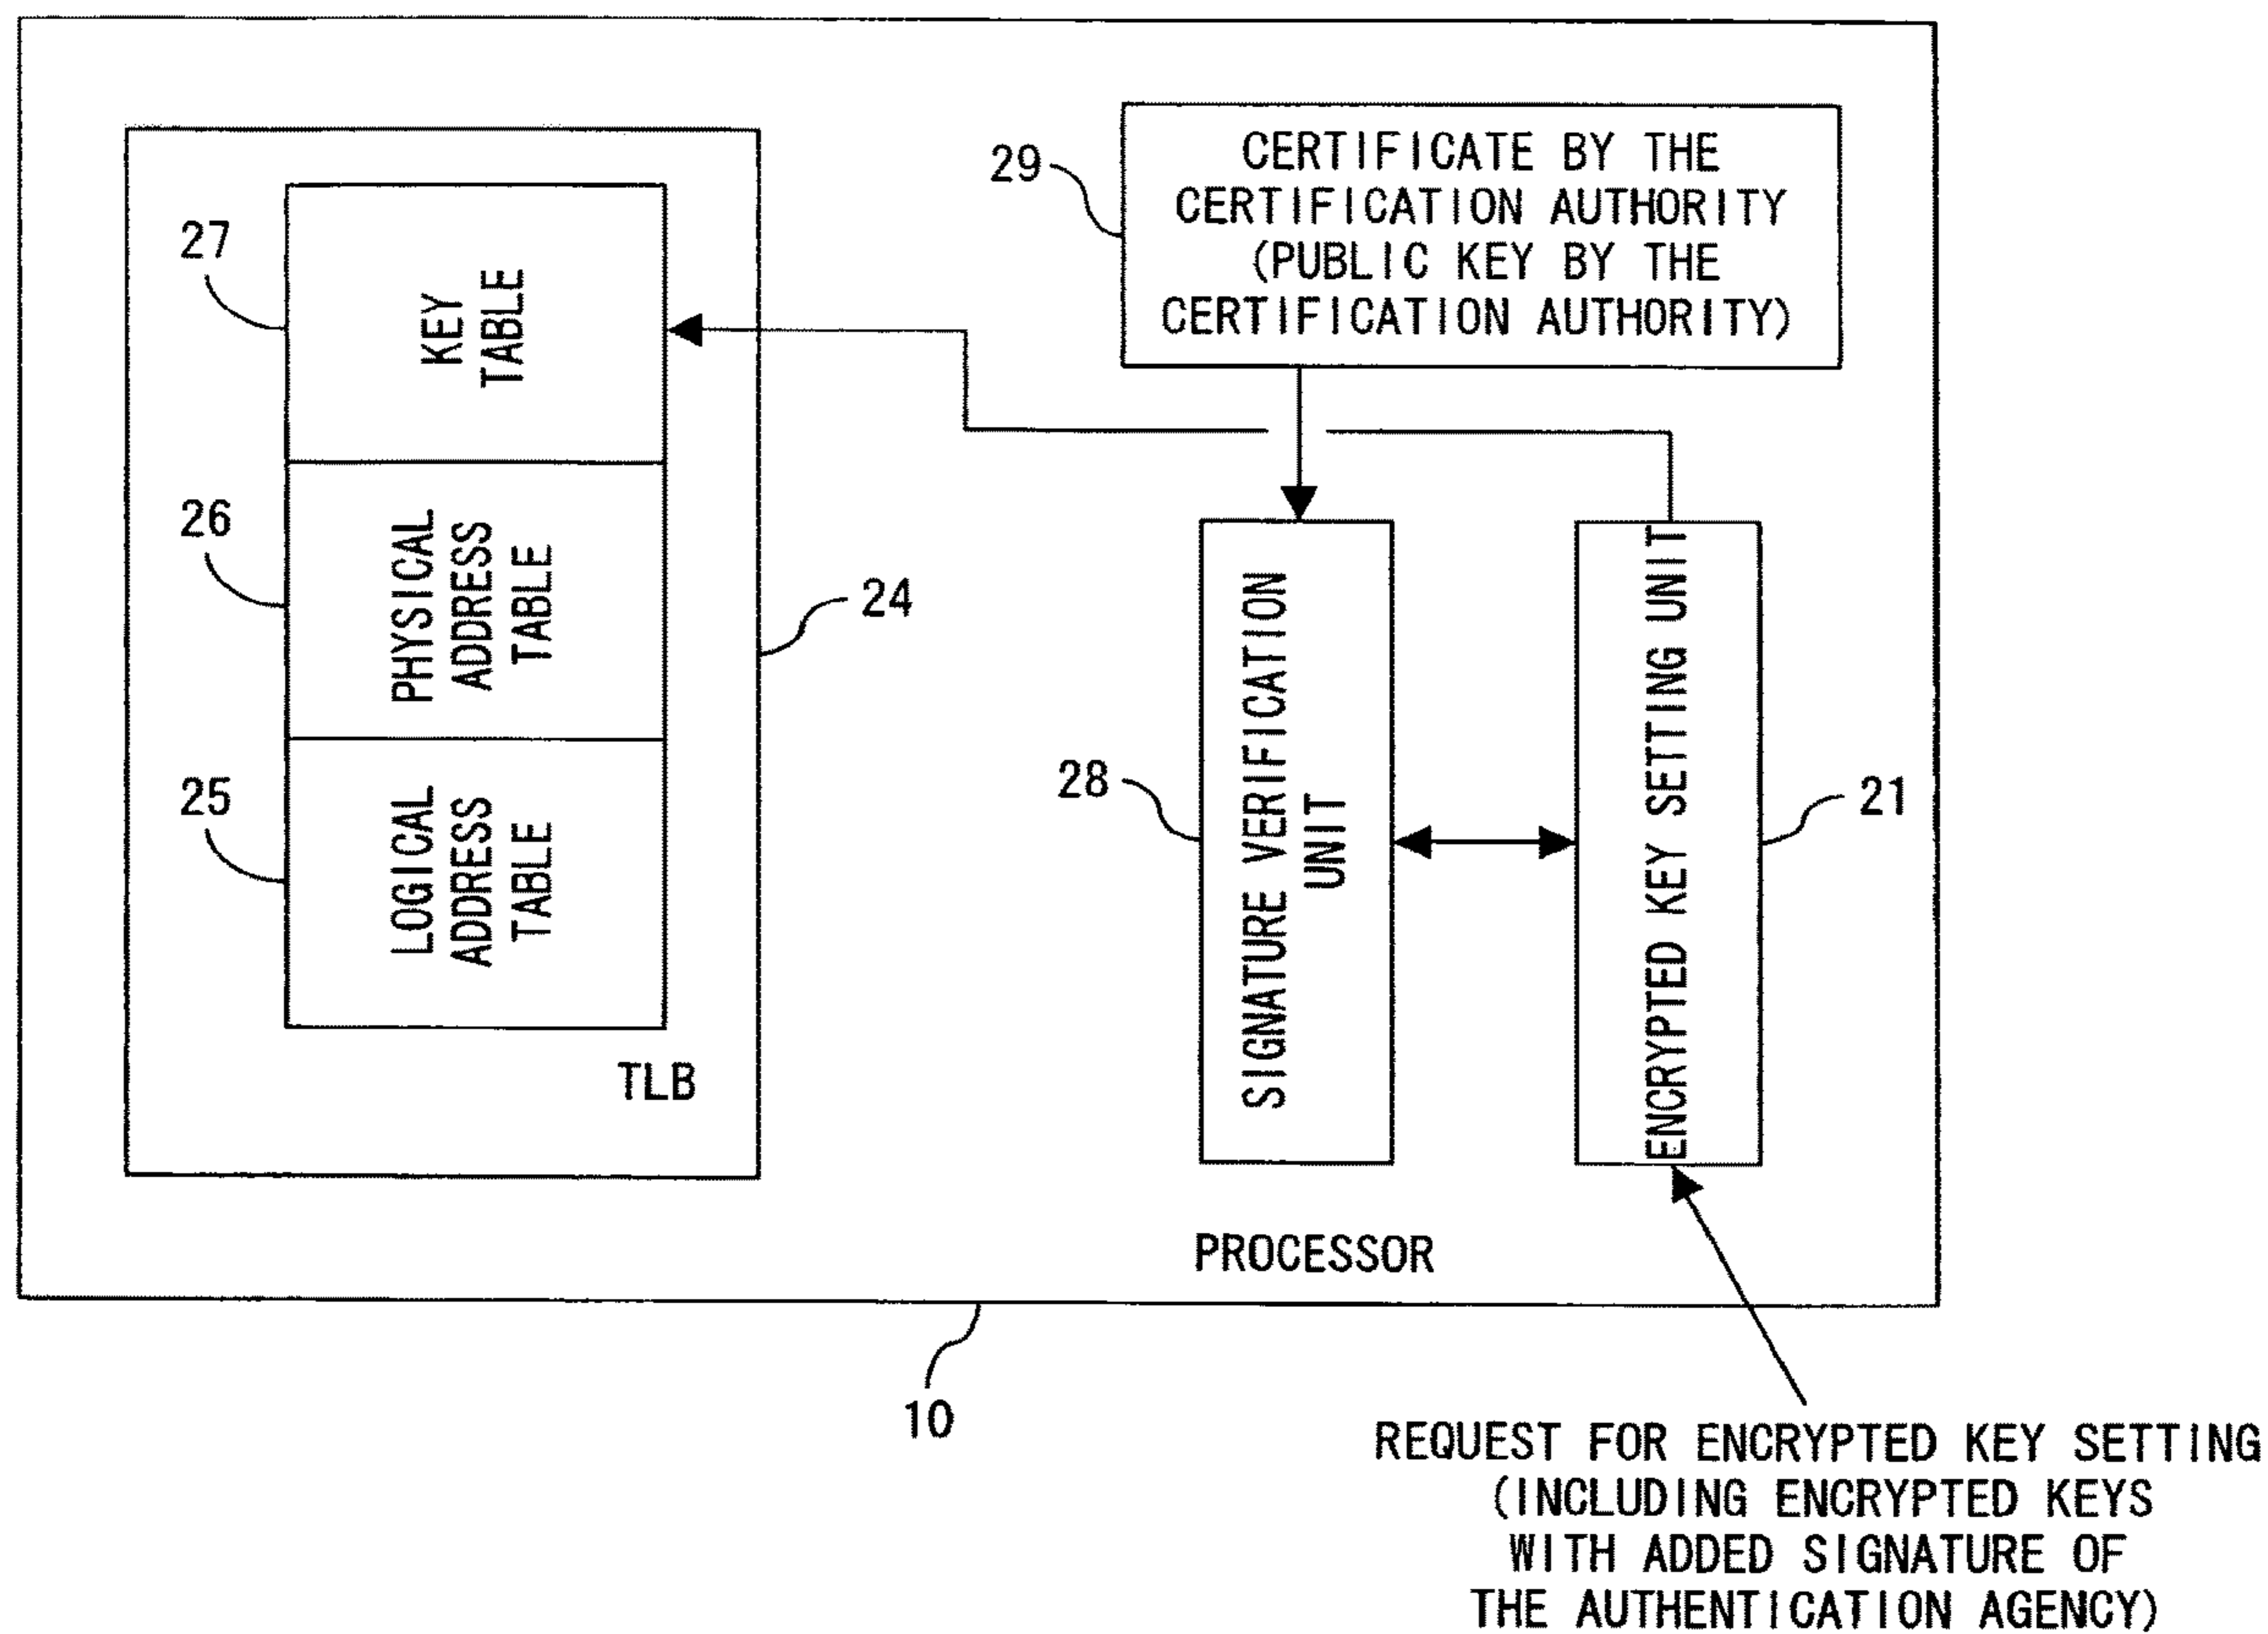 29
CERTIFICATE BY THE
CERTIFICATION AUTHORITY
(PUBLIC KEY BY THE
CERTIFICATION AUTHORITY)
27
KEY
TABLE
26
PHYSICAL
ADDRESS
TABLE
25
LOGICAL
ADDRESS
TABLE
TLB
24
28
SIGNATURE VERIFICATION
UNIT
ENCRYPTED KEY SETTING UNIT
21
PROCESSOR
10
REQUEST FOR ENCRYPTED KEY SETTING
(INCLUDING ENCRYPTED KEYS
WITH ADDED SIGNATURE OF
THE AUTHENTICATION AGENCY)